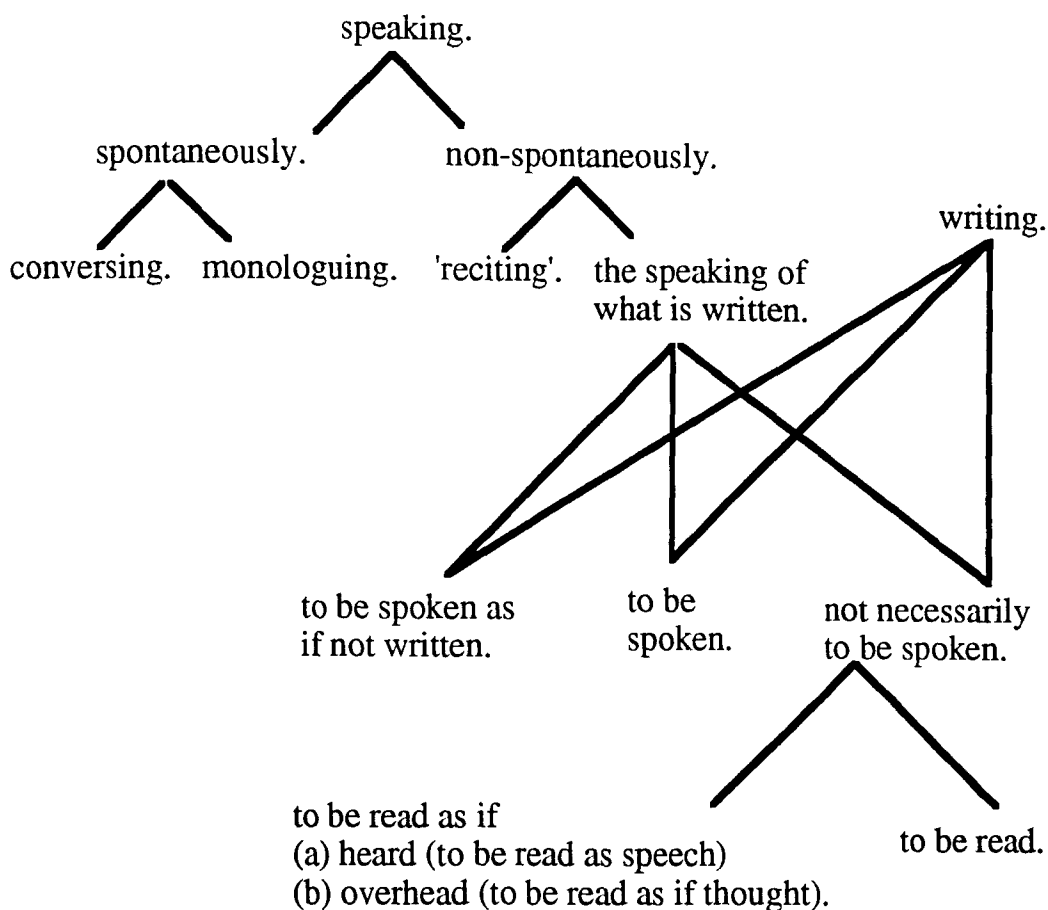 speaking.
spontaneously.
non-spontaneously.
writing.
conversing.
monologuing.
'reciting'.
the speaking of
what is written.
to be spoken as
if not written.
to be
spoken.
not necessarily
to be spoken.
to be read as if
(a) heard (to be read as speech)
(b) overhead (to be read as if thought).
to be read.